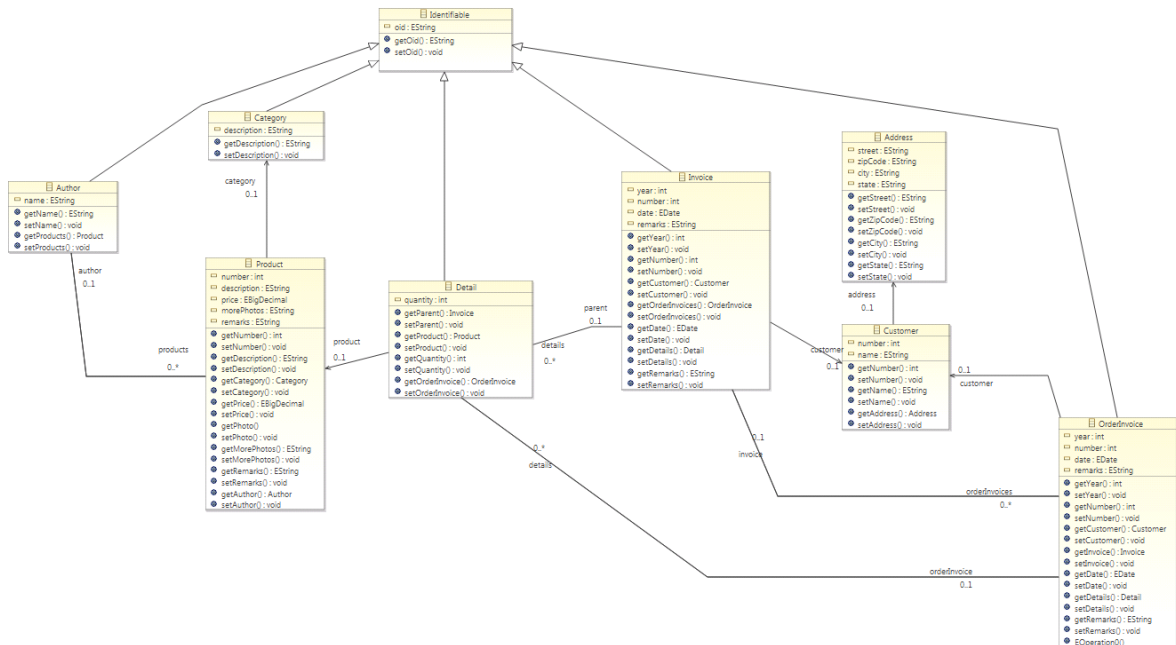 Identifiable
oid : EString
getOid() : EString
setOid() : void
Category
description : EString
getDescription() : EString
setDescription() : void
category
0..1
Author
name : EString
getName() : EString
setName() : void
getProducts() : Product
setProducts() : void
author
0..1
products
0..*
Product
number : int
description : EString
price : EBigDecimal
morePhotos : EString
remarks : EString
getNumber() : int
setNumber() : void
getDescription() : EString
setDescription() : void
getCategory() : Category
setCategory() : void
getPrice() : EBigDecimal
setPrice() : void
getPhoto()
setPhoto() : void
getMorePhotos() : EString
setMorePhotos() : void
getRemarks() : EString
setRemarks() : void
getAuthor() : Author
setAuthor() : void
product
0..1
Detail
quantity : int
getParent() : Invoice
setParent() : void
getProduct() : Product
setProduct() : void
getQuantity() : int
setQuantity() : void
getOrderInvoice() : OrderInvoice
setOrderInvoice() : void
details
0..*
parent
0..1
0..*
details
Invoice
year : int
number : int
date : EDate
remarks : EString
getYear() : int
setYear() : void
getNumber() : int
setNumber() : void
getCustomer() : Customer
setCustomer() : void
getOrderInvoices() : OrderInvoice
setOrderInvoices() : void
getDate() : EDate
setDate() : void
getDetails() : Detail
setDetails() : void
getRemarks() : EString
setRemarks() : void
customer
0..1
0..1
invoice
Address
street : EString
zipCode : EString
city : EString
state : EString
getStreet() : EString
setStreet() : void
getZipCode() : EString
setZipCode() : void
getCity() : EString
setCity() : void
getState() : EString
setState() : void
address
0..1
Customer
number : int
name : EString
getNumber() : int
setNumber() : void
getName() : EString
setName() : void
getAddress() : Address
setAddress() : void
0..1
customer
orderInvoices
0..*
orderInvoice
0..1
OrderInvoice
year : int
number : int
date : EDate
remarks : EString
getYear() : int
setYear() : void
getNumber() : int
setNumber() : void
getCustomer() : Customer
setCustomer() : void
getInvoice() : Invoice
setInvoice() : void
getDate() : EDate
setDate() : void
getDetails() : Detail
setDetails() : void
getRemarks() : EString
setRemarks() : void
EOperation0()